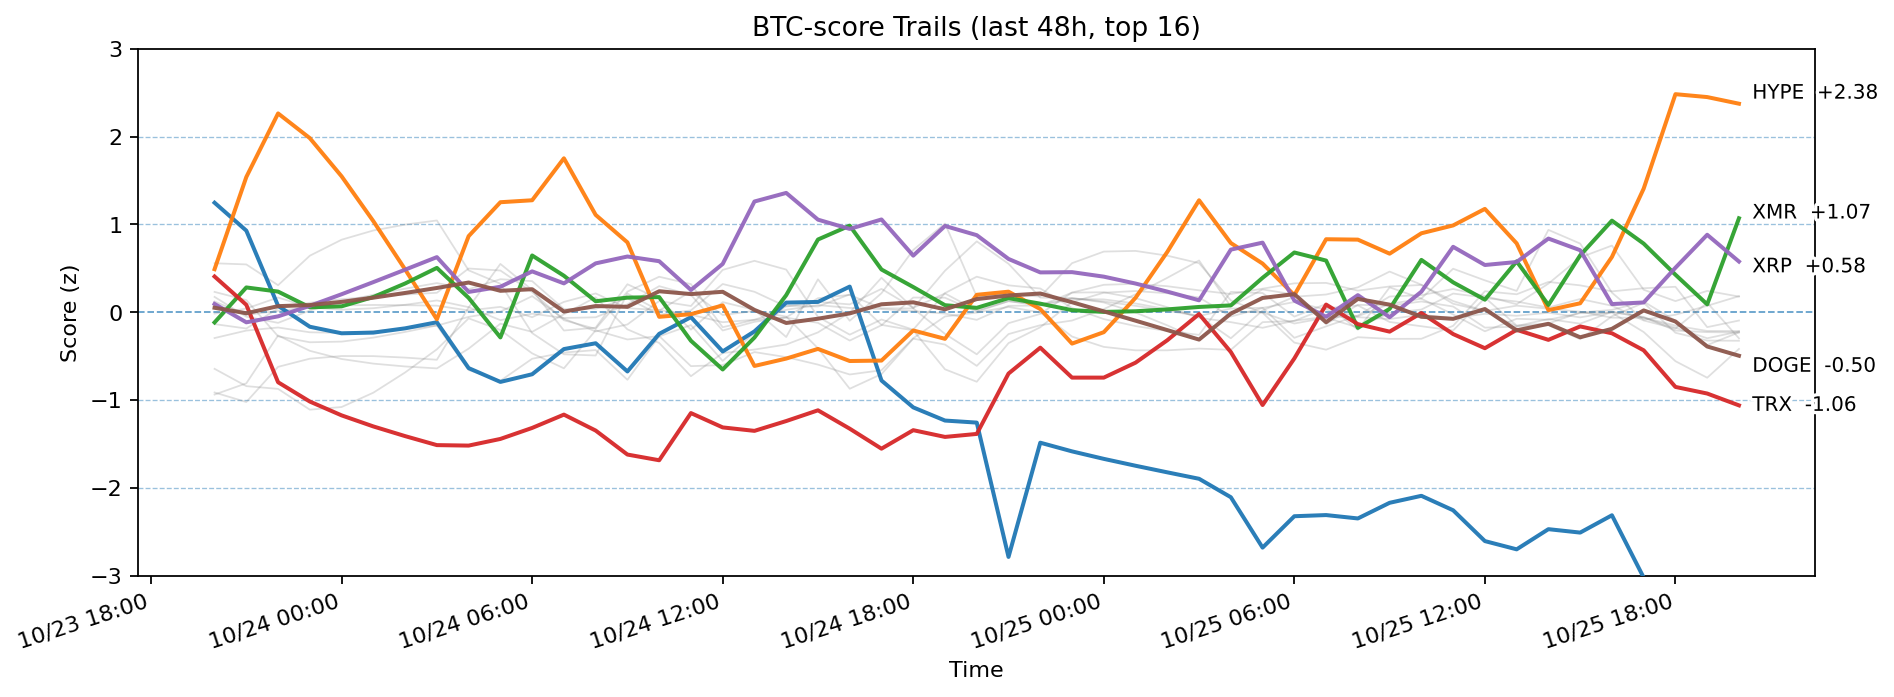 BTC-score Trails (last 48h, top 16)
3
2
1
0
−1
−2
−3
Score (z)
HYPE +2.38
XMR +1.07
XRP +0.58
DOGE -0.50
TRX -1.06
10/23 18:00
10/24 00:00
10/24 06:00
10/24 12:00
10/24 18:00
10/25 00:00
10/25 06:00
10/25 12:00
10/25 18:00
Time